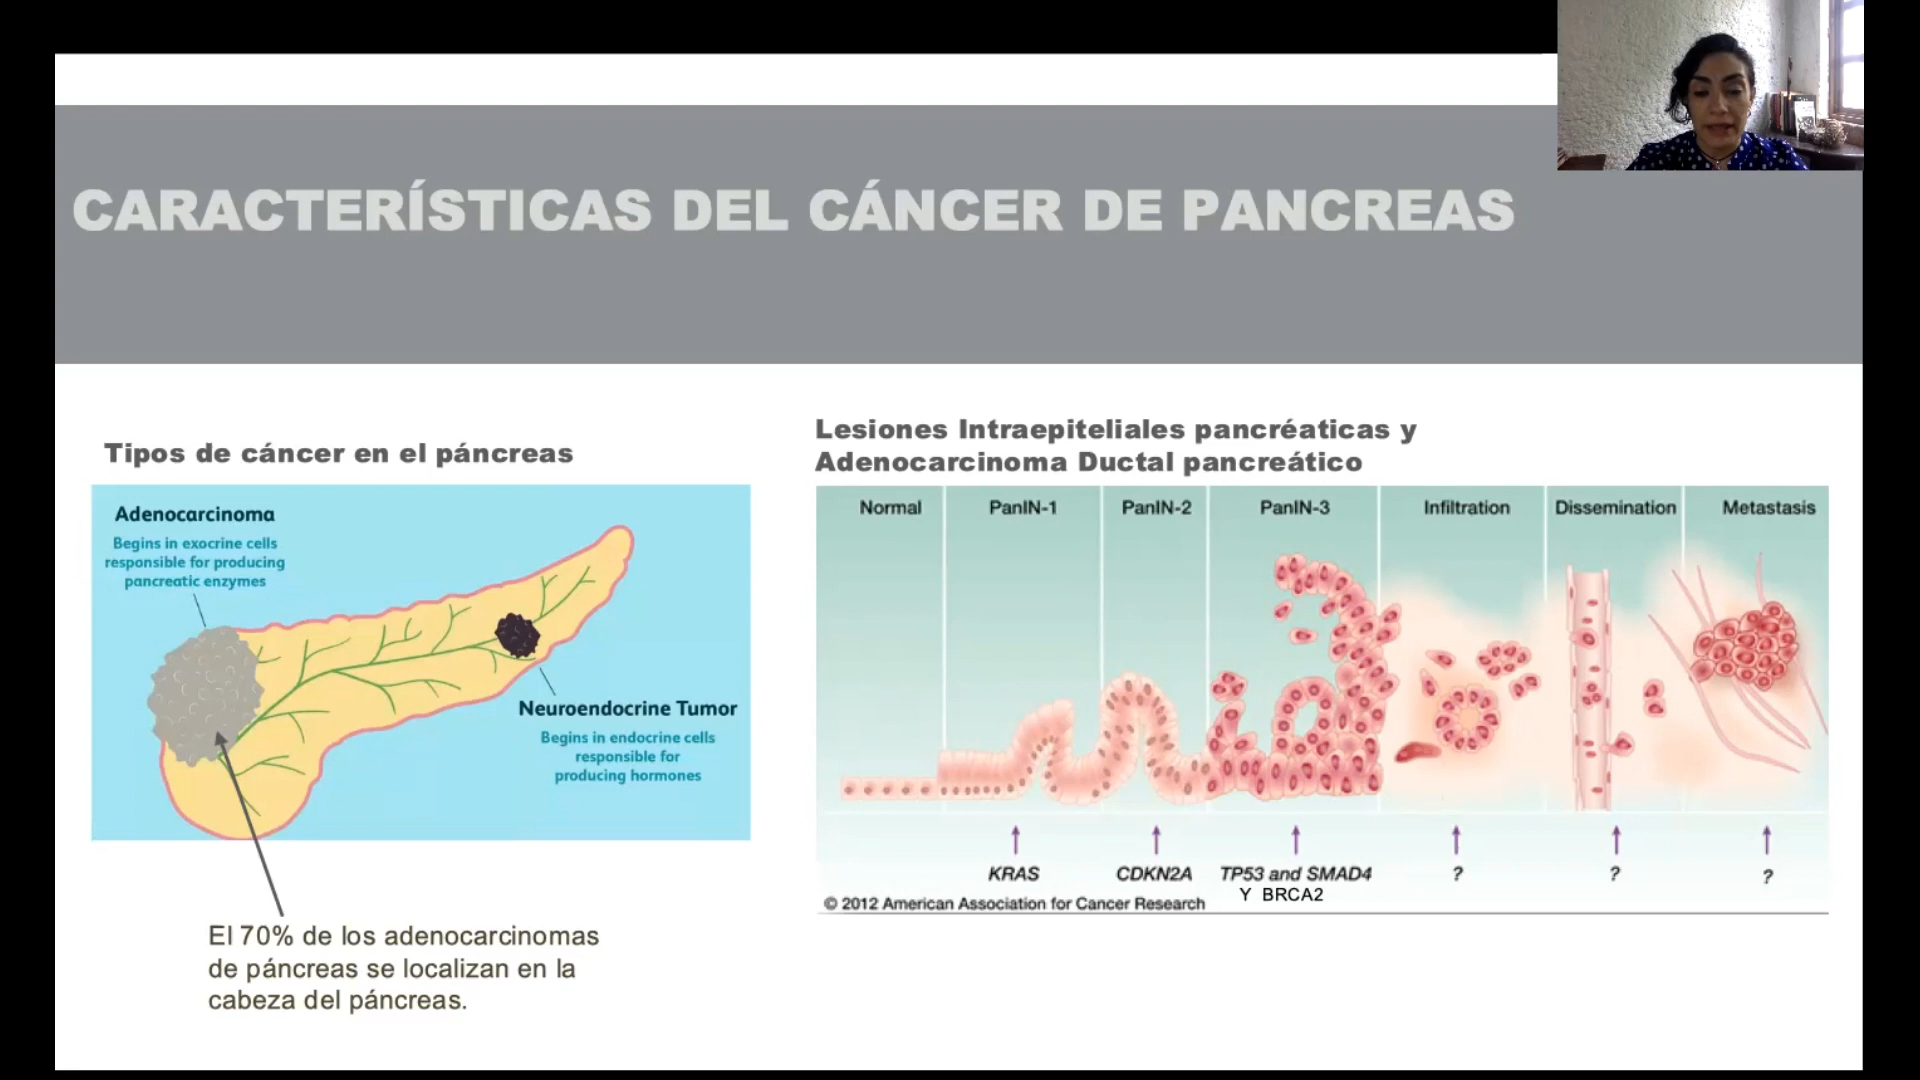 CARACTERÍSTICAS DEL CÁNCER DE PANCREAS
Tipos de cáncer en el páncreas
Adenocarcinoma
Begins in exocrine cells
responsible for producing
pancreatic enzymes
Neuroendocrine Tumor
Begins in endocrine cells
responsible for
producing hormones
El 70% de los adenocarcinomas
de páncreas se localizan en la
cabeza del páncreas.
Lesiones Intraepiteliales pancréaticas y
Adenocarcinoma Ductal pancreático
Normal PanIN-1 PanIN-2 PanIN-3 Infiltration Dissemination Metastasis
KRAS CDKN2A TP53 and SMAD4 ? ? ?
Y BRCA2
© 2012 American Association for Cancer Research